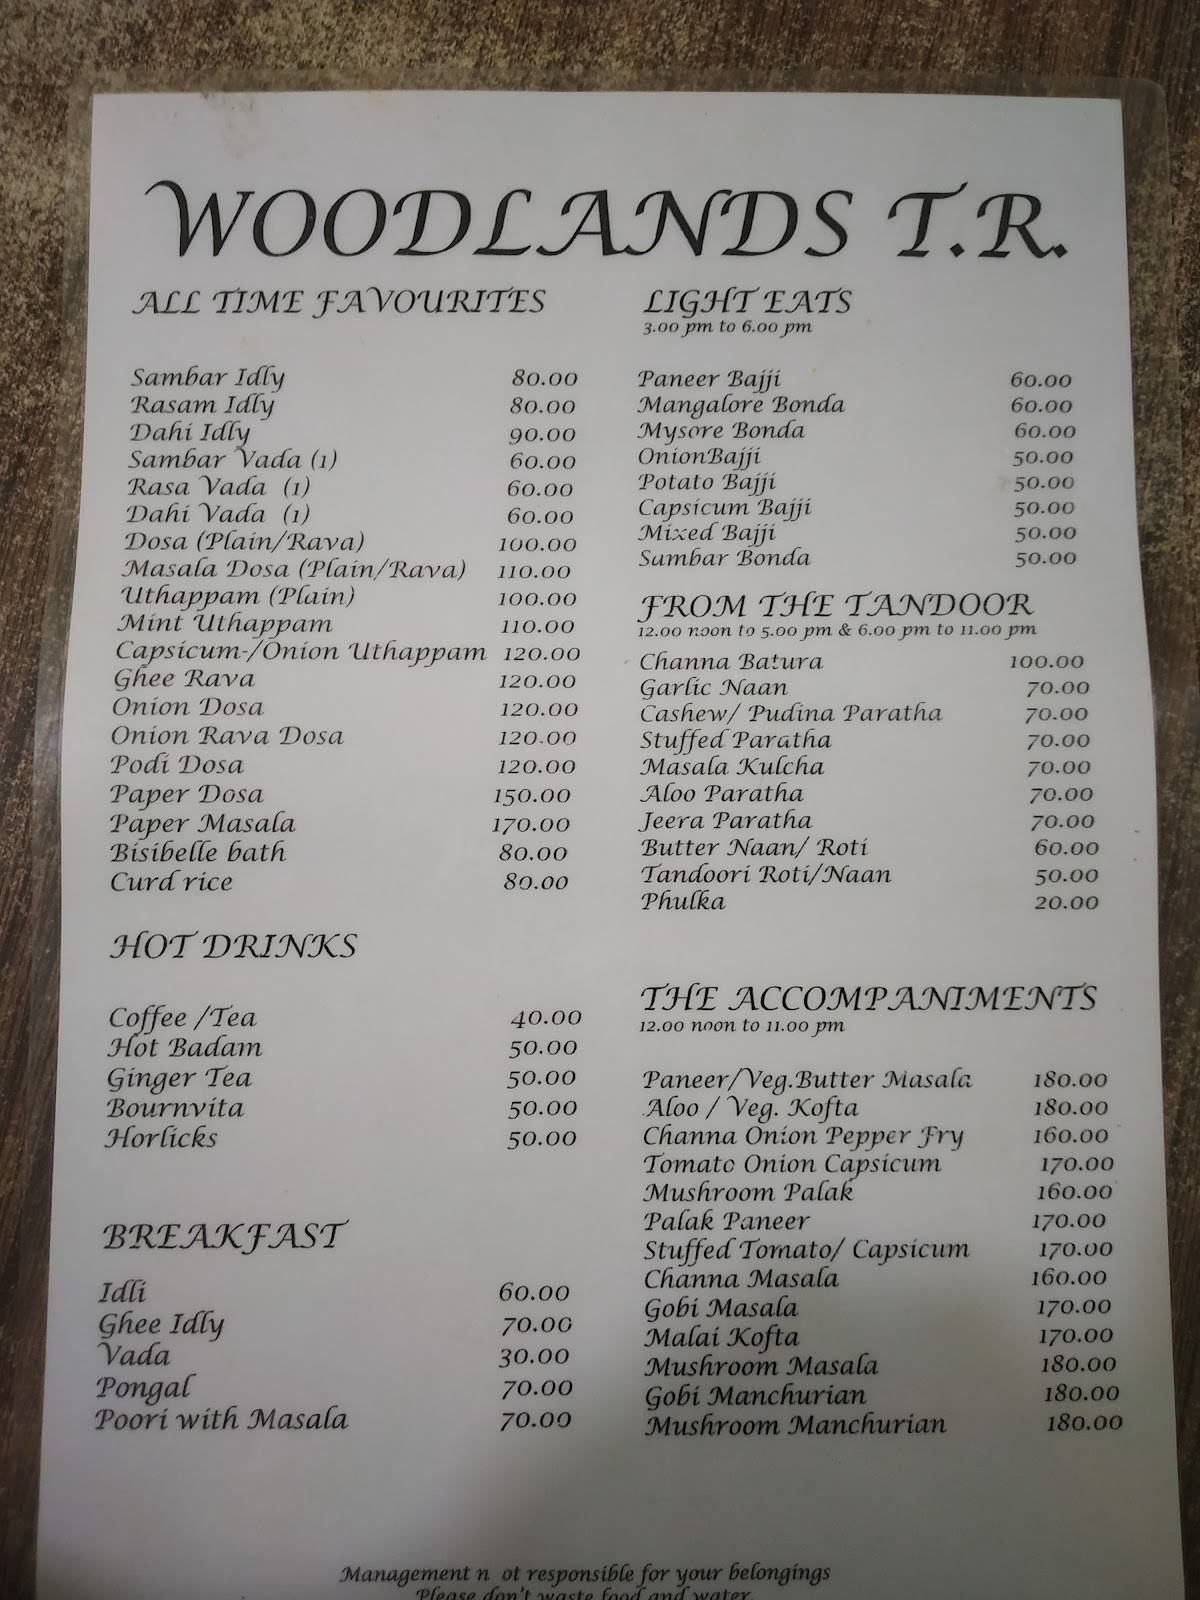 WOODLANDS T.R.
ALL TIME FAVOURITES
Sambar Idly 80.00
Rasam Idly 80.00
Dahi Idly 90.00
Sambar Vada (1) 60.00
Rasa Vada (1) 60.00
Dahi Vada (1) 60.00
Dosa (Plain/Rava) 100.00
Masala Dosa (Plain/Rava) 110.00
Uthappam (Plain) 100.00
Mint Uthappam 110.00
Capsicum-/Onion Uthappam 120.00
Ghee Rava 120.00
Onion Dosa 120.00
Onion Rava Dosa 120.00
Podi Dosa 120.00
Paper Dosa 150.00
Paper Masala 170.00
Bisibelle bath 80.00
Curd rice 80.00
HOT DRINKS
Coffee /Tea 40.00
Hot Badam 50.00
Ginger Tea 50.00
Bournvita 50.00
Horlicks 50.00
BREAKFAST
Idli 60.00
Ghee Idly 70.00
Vada 30.00
Pongal 70.00
Poori with Masala 70.00
LIGHT EATS
3.00 pm to 6.00 pm
Paneer Bajji 60.00
Mangalore Bonda 60.00
Mysore Bonda 60.00
OnionBajji 50.00
Potato Bajji 50.00
Capsicum Bajji 50.00
Mixed Bajji 50.00
Sambar Bonda 50.00
FROM THE TANDOOR
12.00 noon to 5.00 pm & 6.00 pm to 11.00 pm
Channa Batura 100.00
Garlic Naan 70.00
Cashew/ Pudina Paratha 70.00
Stuffed Paratha 70.00
Masala Kulcha 70.00
Aloo Paratha 70.00
Jeera Paratha 70.00
Butter Naan/ Roti 60.00
Tandoori Roti/Naan 50.00
Phulka 20.00
THE ACCOMPANIMENTS
12.00 noon to 11.00 pm
Paneer/Veg.Butter Masala 180.00
Aloo / Veg. Kofta 180.00
Channa Onion Pepper Fry 160.00
Tomato Onion Capsicum 170.00
Mushroom Palak 160.00
Palak Paneer 170.00
Stuffed Tomato/ Capsicum 170.00
Channa Masala 160.00
Gobi Masala 170.00
Malai Kofta 170.00
Mushroom Masala 180.00
Gobi Manchurian 180.00
Mushroom Manchurian 180.00
Management n ot responsible for your belongings
Please don't waste food and water